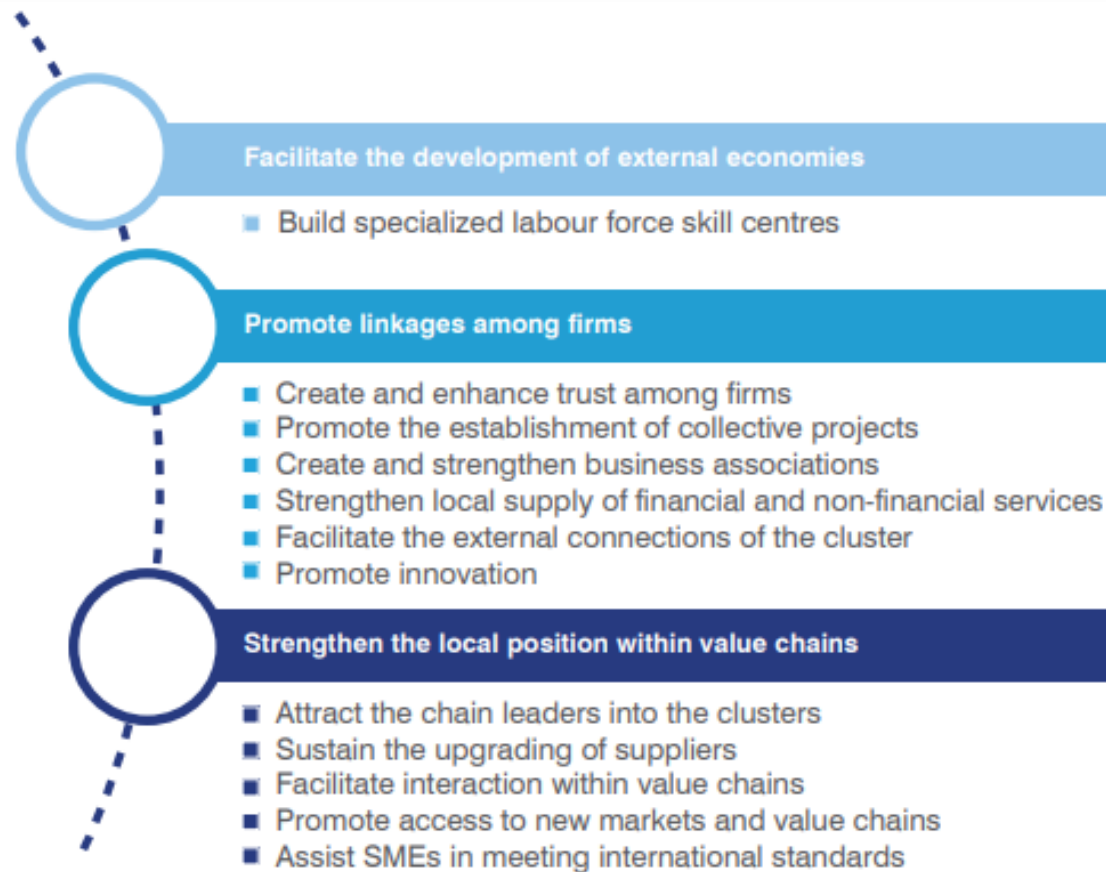 Facilitate the development of external economies
Build specialized labour force skill centres
Promote linkages among firms
Create and enhance trust among firms
Promote the establishment of collective projects
Create and strengthen business associations
Strengthen local supply of financial and non-financial services
Facilitate the external connections of the cluster
Promote innovation
Strengthen the local position within value chains
Attract the chain leaders into the clusters
Sustain the upgrading of suppliers
Facilitate interaction within value chains
Promote access to new markets and value chains
Assist SMEs in meeting international standards